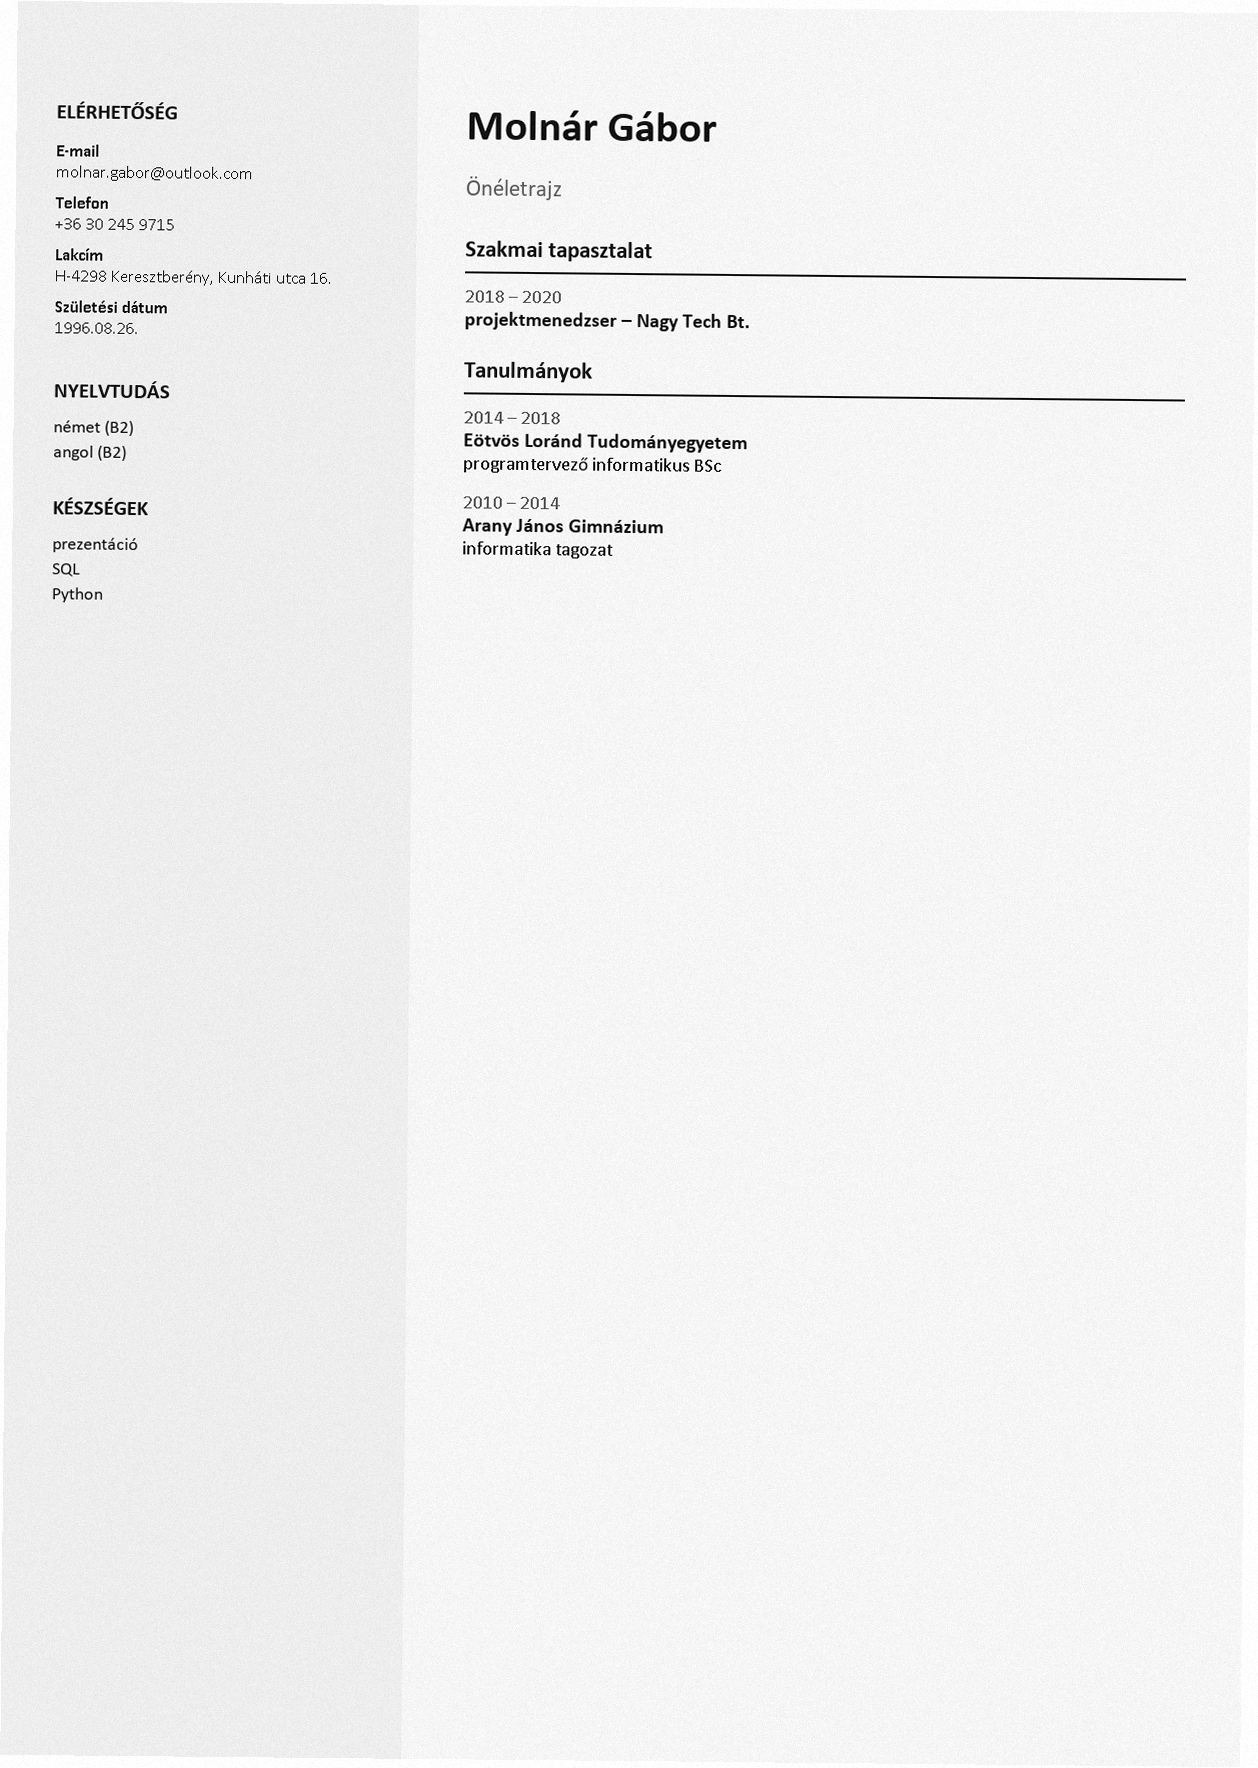 ELÉRHETŐSÉG
E-mail
molnar.gabor@outlook.com
Telefon
+36 30 245 9715
Lakcím
H-4298 Keresztberény, Kunháti utca 16.
Születési dátum
1996.08.26.
NYELVTUDÁS
német (B2)
angol (B2)
KÉSZSÉGEK
prezentáció
SQL
Python
Molnár Gábor
Önéletrajz
Szakmai tapasztalat
2018 – 2020
projektmenedzser – Nagy Tech Bt.
Tanulmányok
2014 – 2018
Eötvös Loránd Tudományegyetem
programtervező informatikus BSc
2010 – 2014
Arany János Gimnázium
informatika tagozat